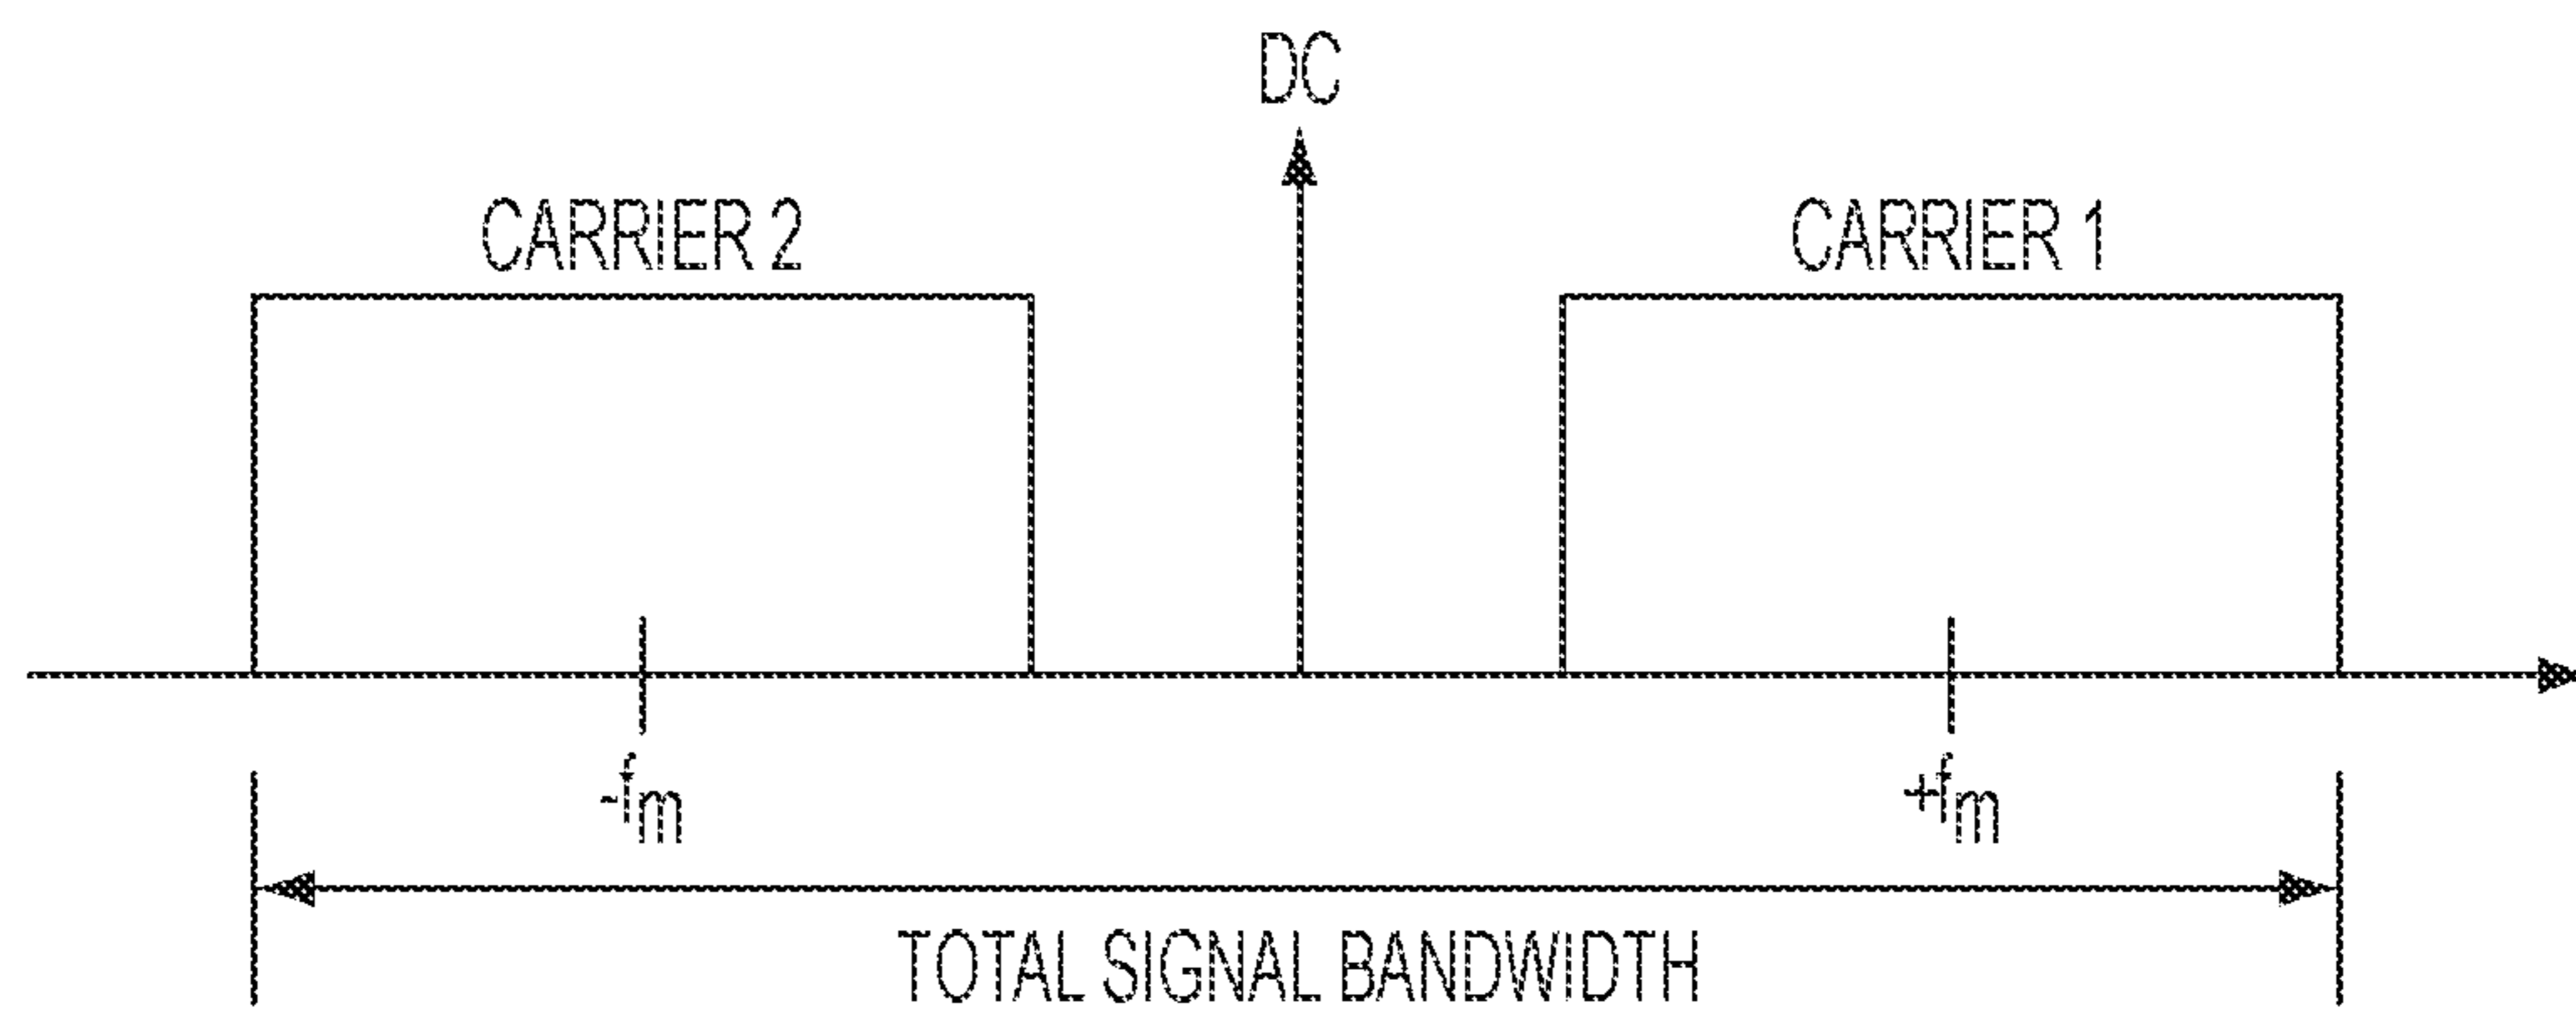 DC
CARRIER 2
CARRIER 1
-fm
+fm
TOTAL SIGNAL BANDWIDTH